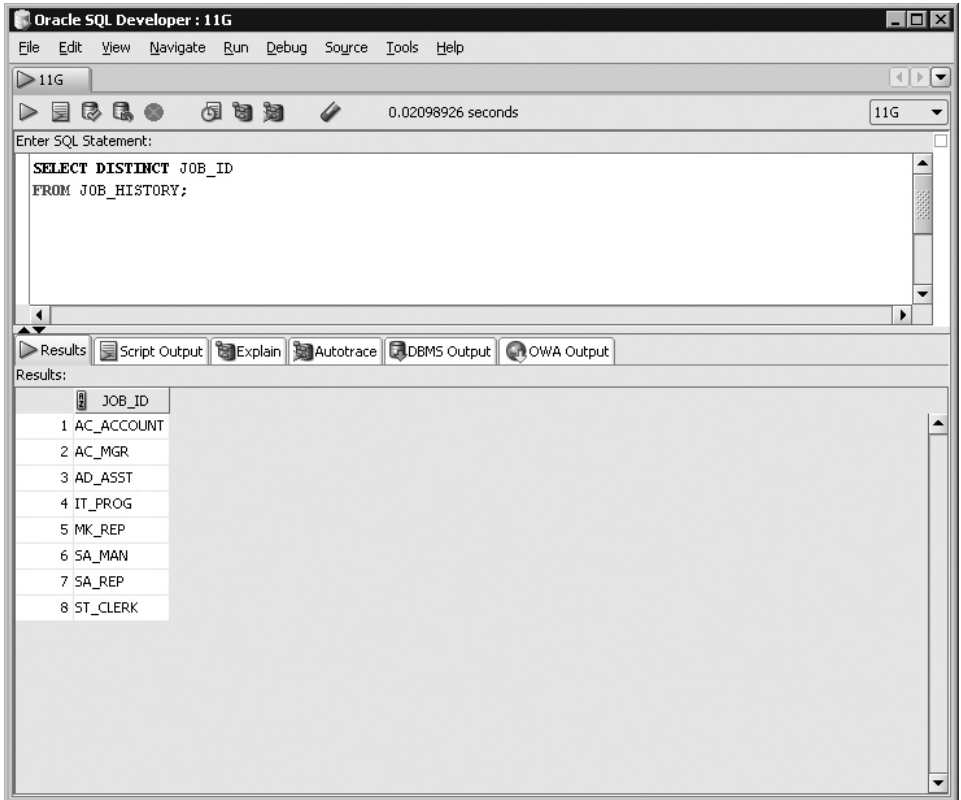 Oracle SQL Developer : 11G
File Edit View Navigate Run Debug Source Tools Help
11G
0.02098926 seconds
11G
Enter SQL Statement:
SELECT DISTINCT JOB_ID
FROM JOB_HISTORY;
Results Script Output Explain Autotrace DBMS Output OWA Output
Results:
JOB_ID
1 AC_ACCOUNT
2 AC_MGR
3 AD_ASST
4 IT_PROG
5 MK_REP
6 SA_MAN
7 SA_REP
8 ST_CLERK